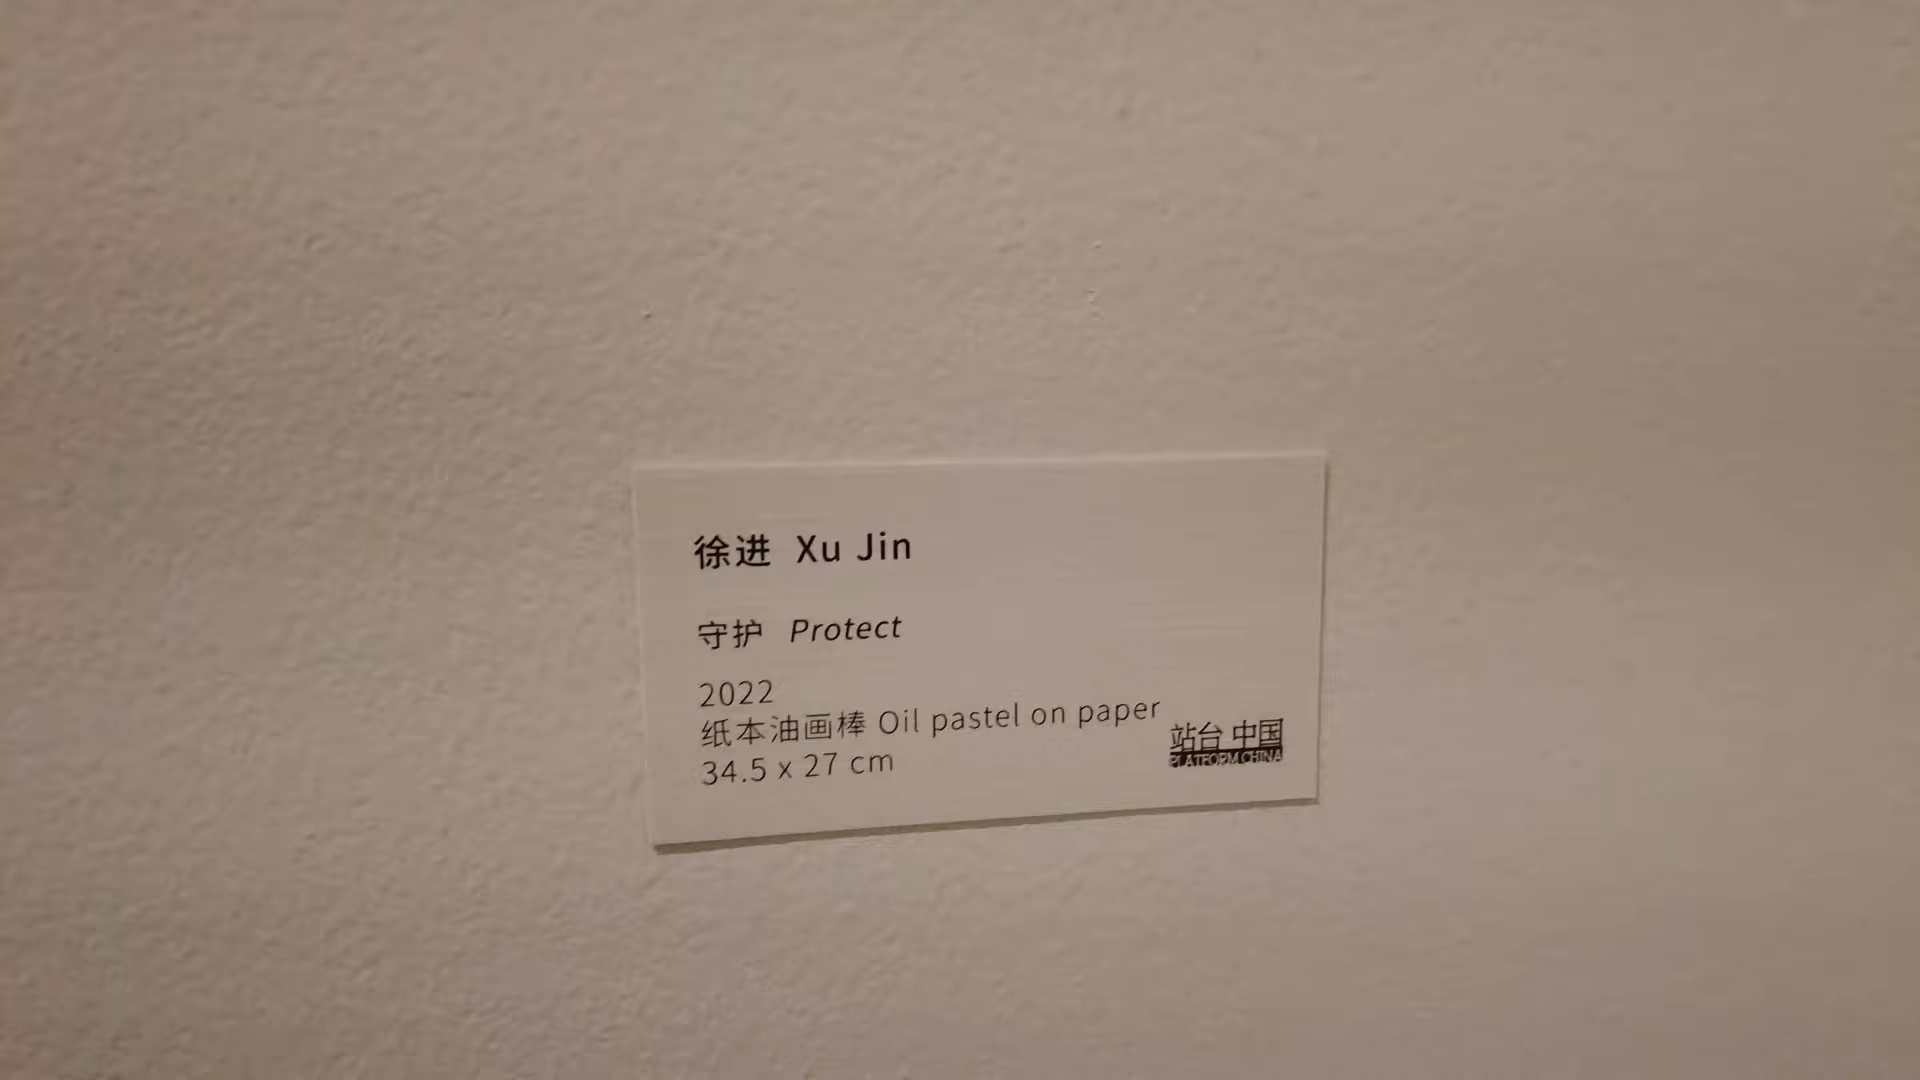 徐进 Xu Jin
守护 Protect
2022
纸本油画棒 Oil pastel on paper
34.5 x 27 cm
站台 中国
PLATFORM CHINA